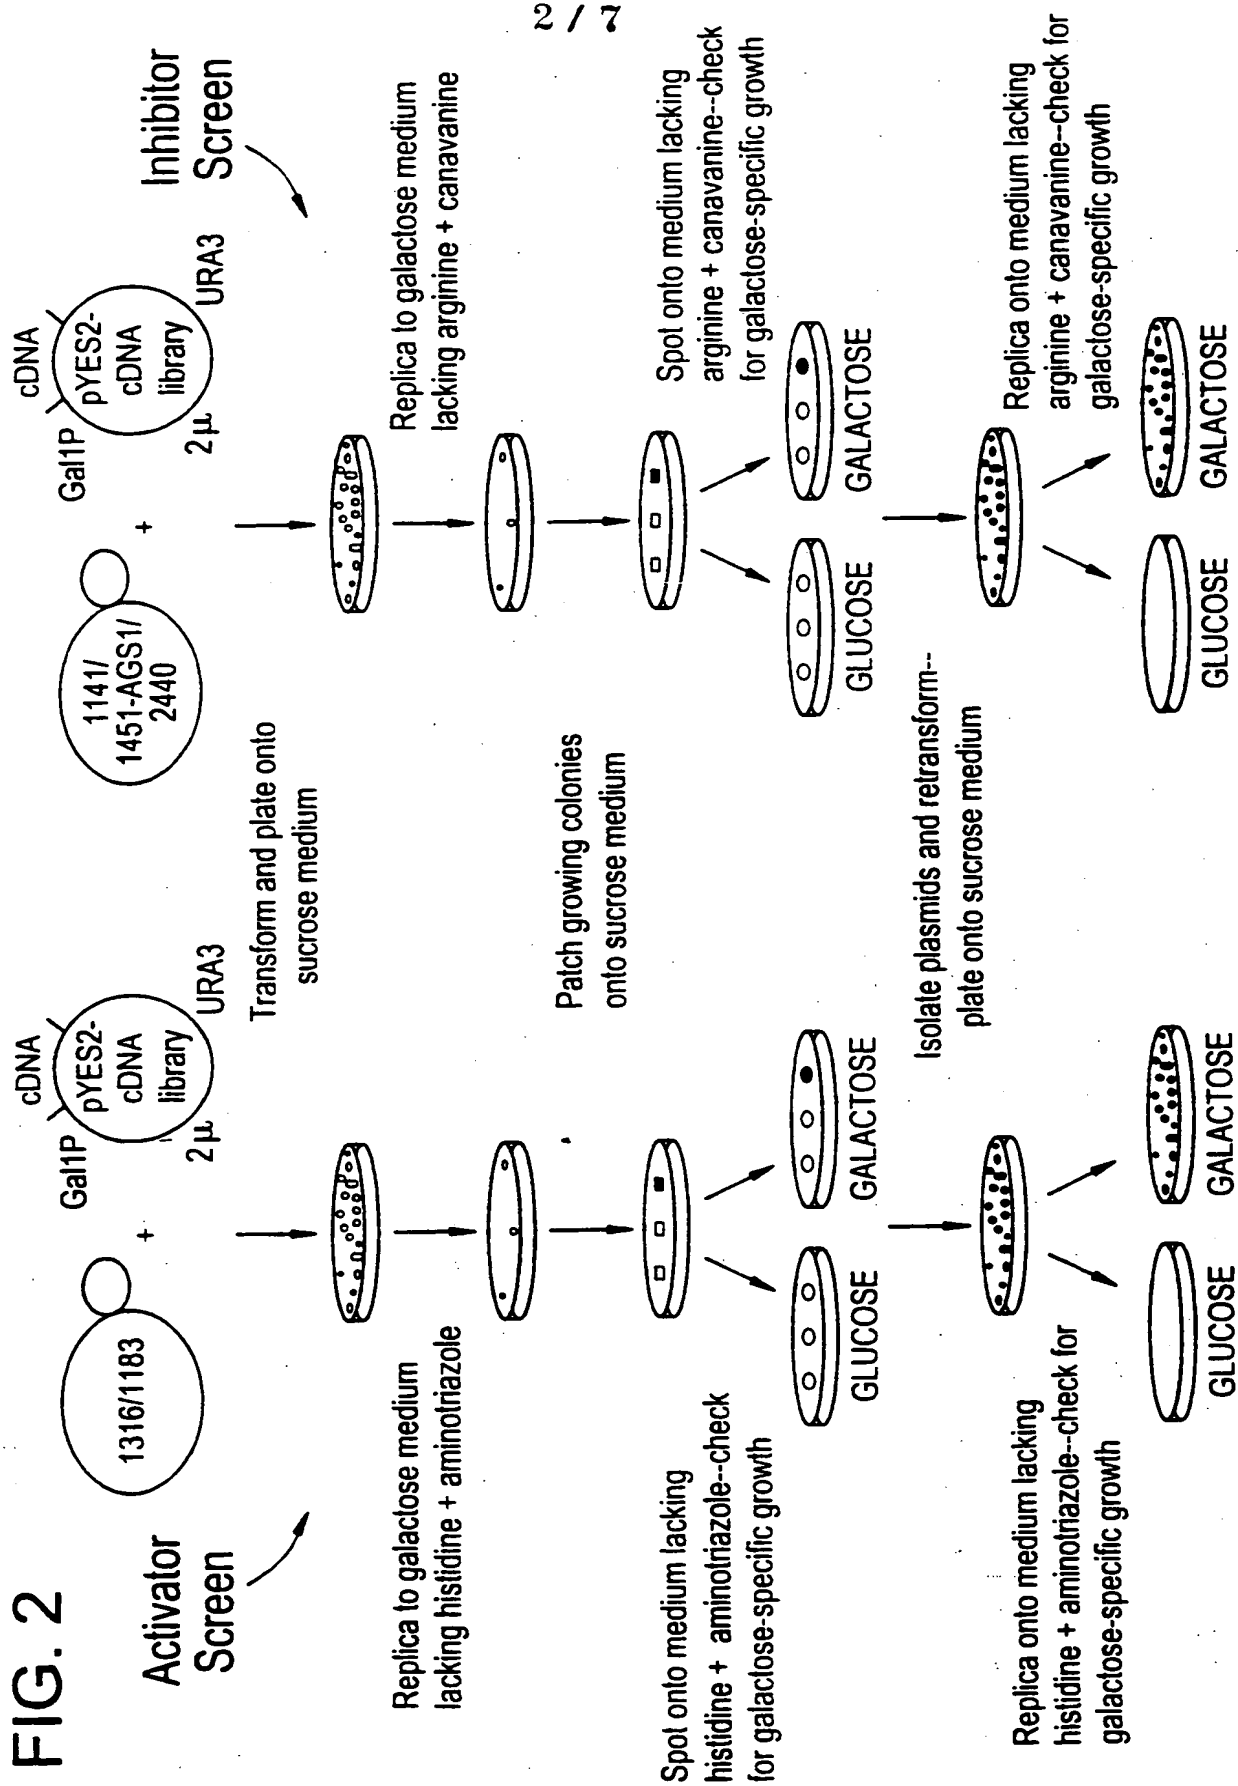 2 / 7
FIG. 2
Activator
Screen
1316/1183
+
cDNA
Gal1P
pYES2-
cDNA
library
2μ
URA3
Transform and plate onto
sucrose medium
Replica to galactose medium
lacking histidine + aminotriazole
Patch growing colonies
onto sucrose medium
Spot onto medium lacking
histidine + aminotriazole--check
for galactose-specific growth
GLUCOSE
GALACTOSE
Isolate plasmids and retransform--
plate onto sucrose medium
Replica onto medium lacking
histidine + aminotriazole--check for
galactose-specific growth
GLUCOSE
GALACTOSE
Inhibitor
Screen
1141/
1451-AGS1/
2440
+
cDNA
Gal1P
pYES2-
cDNA
library
2μ
URA3
Replica to galactose medium
lacking arginine + canavanine
Spot onto medium lacking
arginine + canavanine--check
for galactose-specific growth
GLUCOSE
GALACTOSE
Replica onto medium lacking
arginine + canavanine--check for
galactose-specific growth
GLUCOSE
GALACTOSE